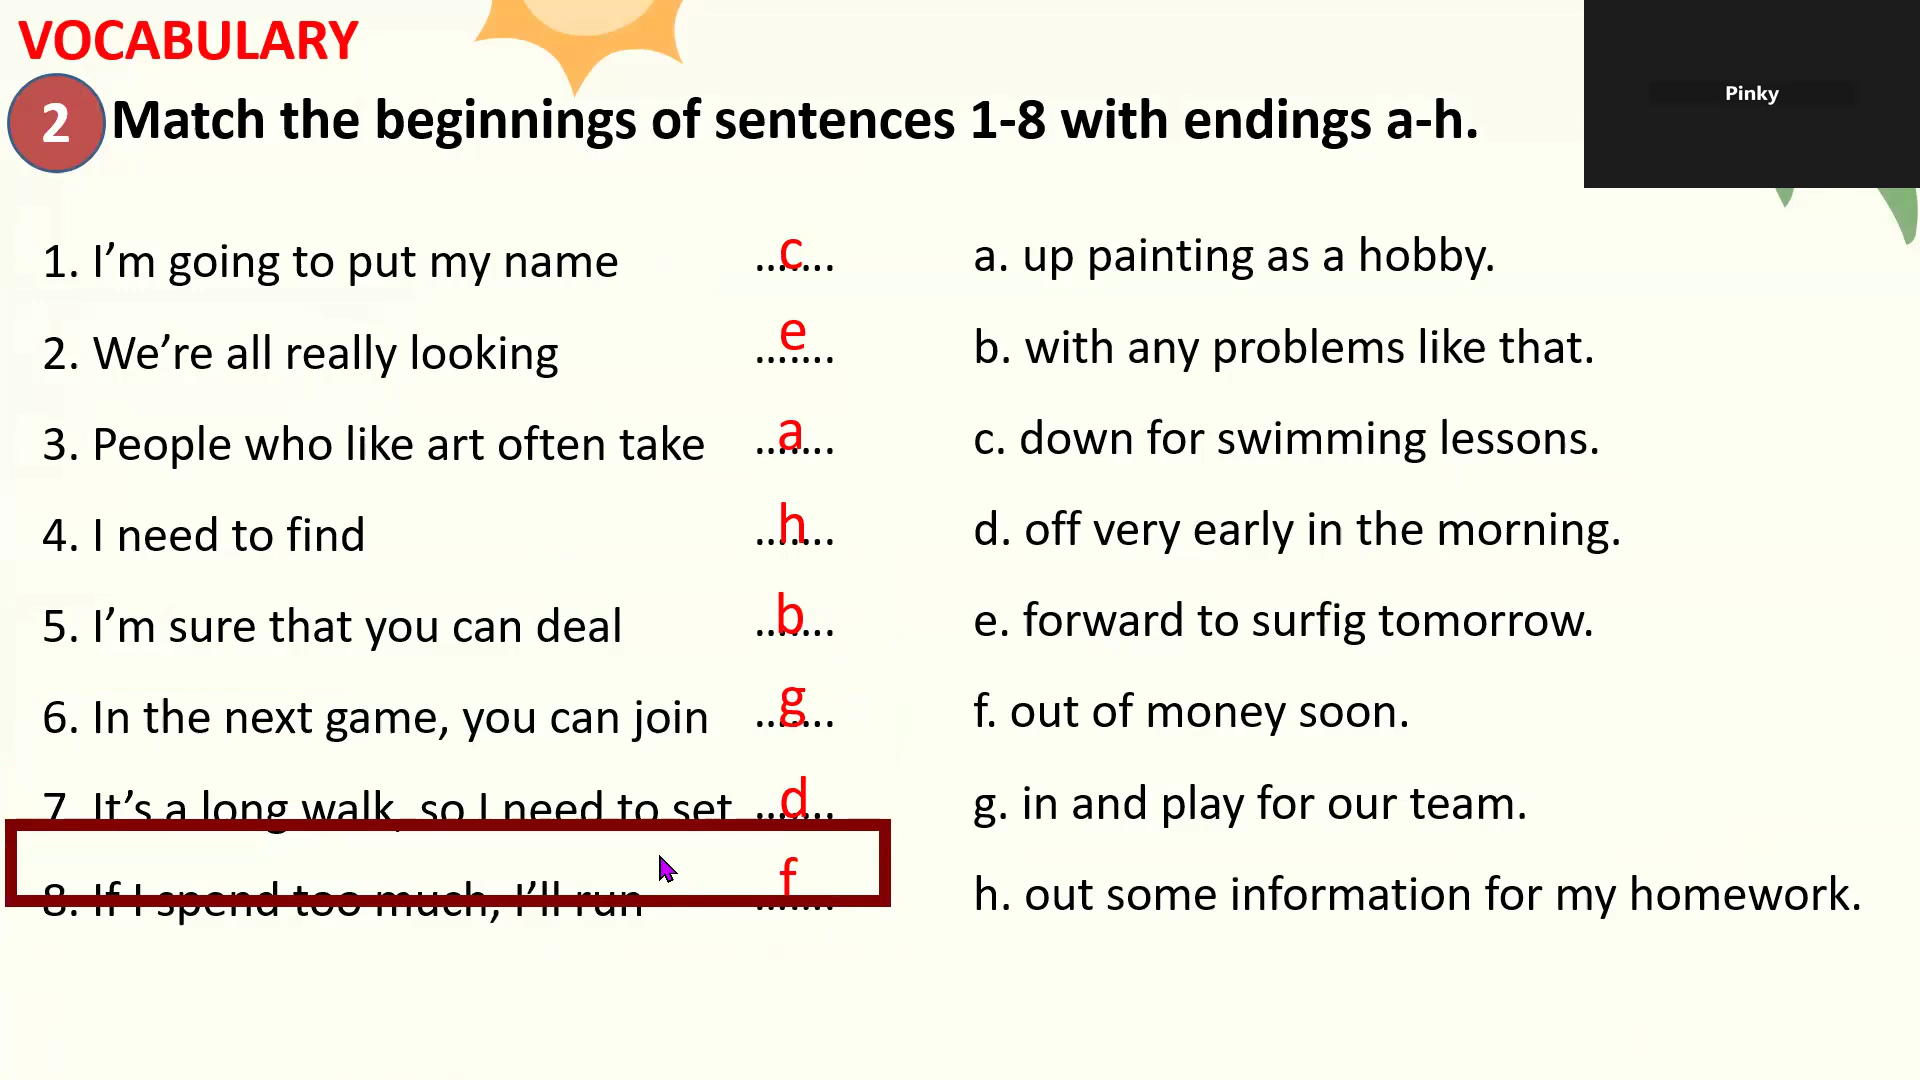 VOCABULARY
Pinky
2 Match the beginnings of sentences 1-8 with endings a-h.
1. I'm going to put my name ....... c a. up painting as a hobby.
2. We're all really looking ....... e b. with any problems like that.
3. People who like art often take ....... a c. down for swimming lessons.
4. I need to find ....... h d. off very early in the morning.
5. I'm sure that you can deal ....... b e. forward to surfig tomorrow.
6. In the next game, you can join ....... g f. out of money soon.
7. It's a long walk, so I need to set ....... d g. in and play for our team.
8. If I spend too much, I'll run ....... f h. out some information for my homework.